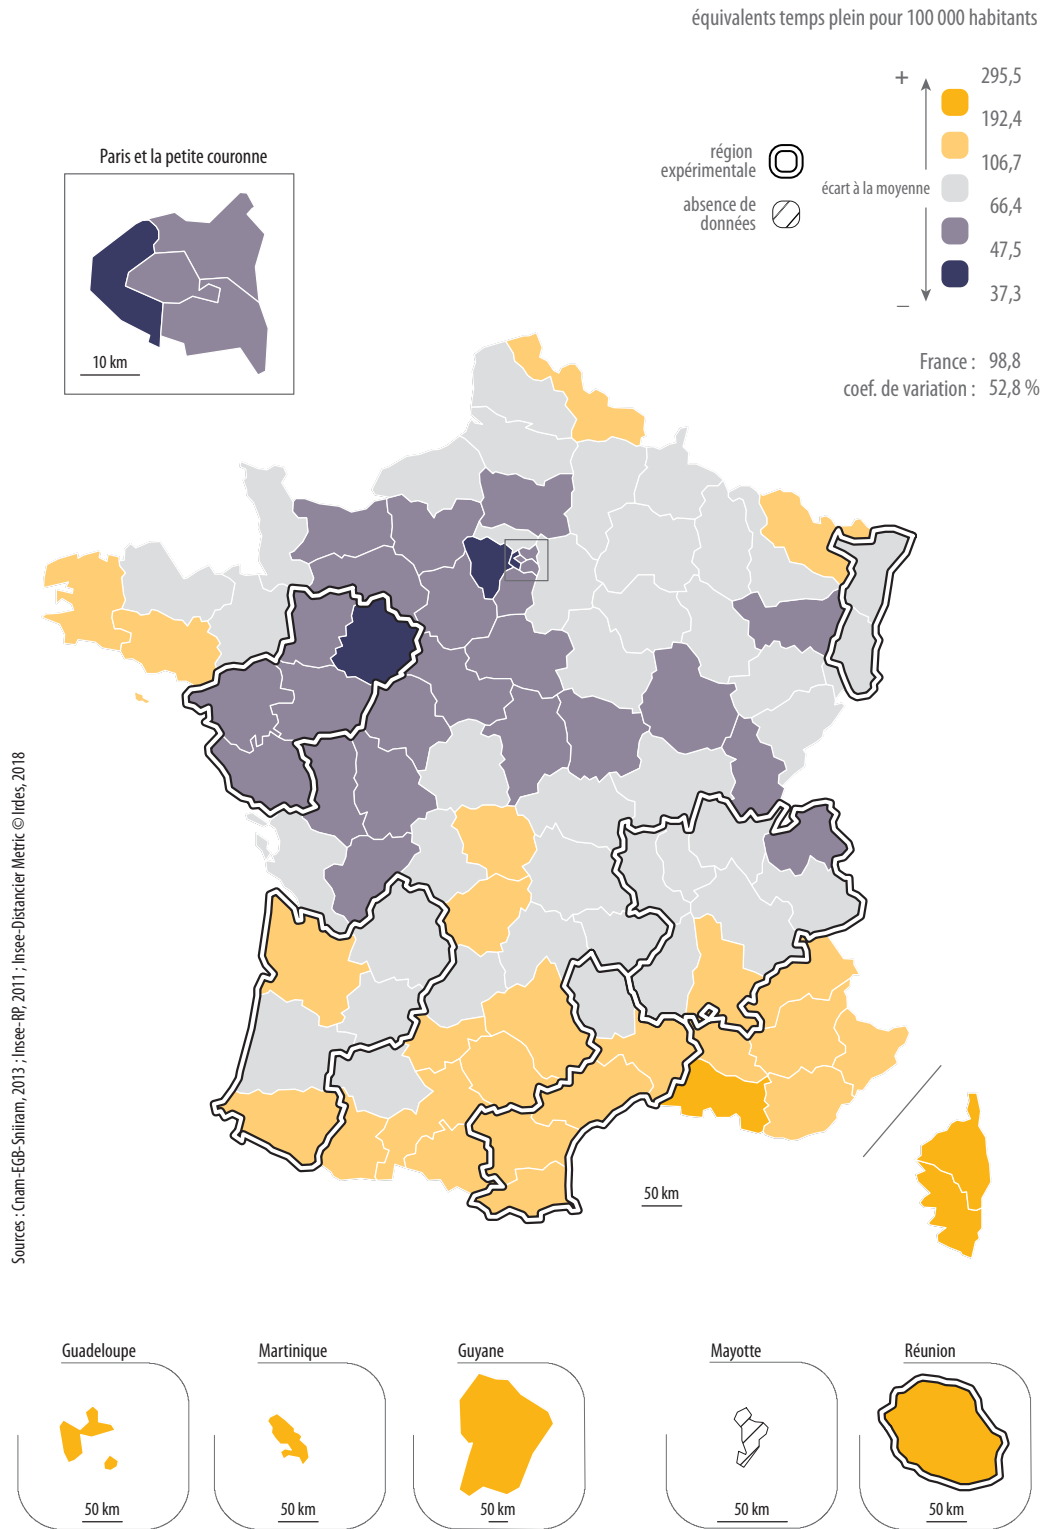 équivalents temps plein pour 100 000 habitants
+
295,5
192,4
106,7
66,4
47,5
37,3
–
écart à la moyenne
région
expérimentale
absence de
données
France : 98,8
coef. de variation : 52,8 %
Paris et la petite couronne
10 km
50 km
Sources : Cnam-EGB-Sniiram, 2013 ; Insee-RP, 2011 ; Insee-Distancier Metric © Irdes, 2018
Guadeloupe
50 km
Martinique
50 km
Guyane
50 km
Mayotte
50 km
Réunion
50 km